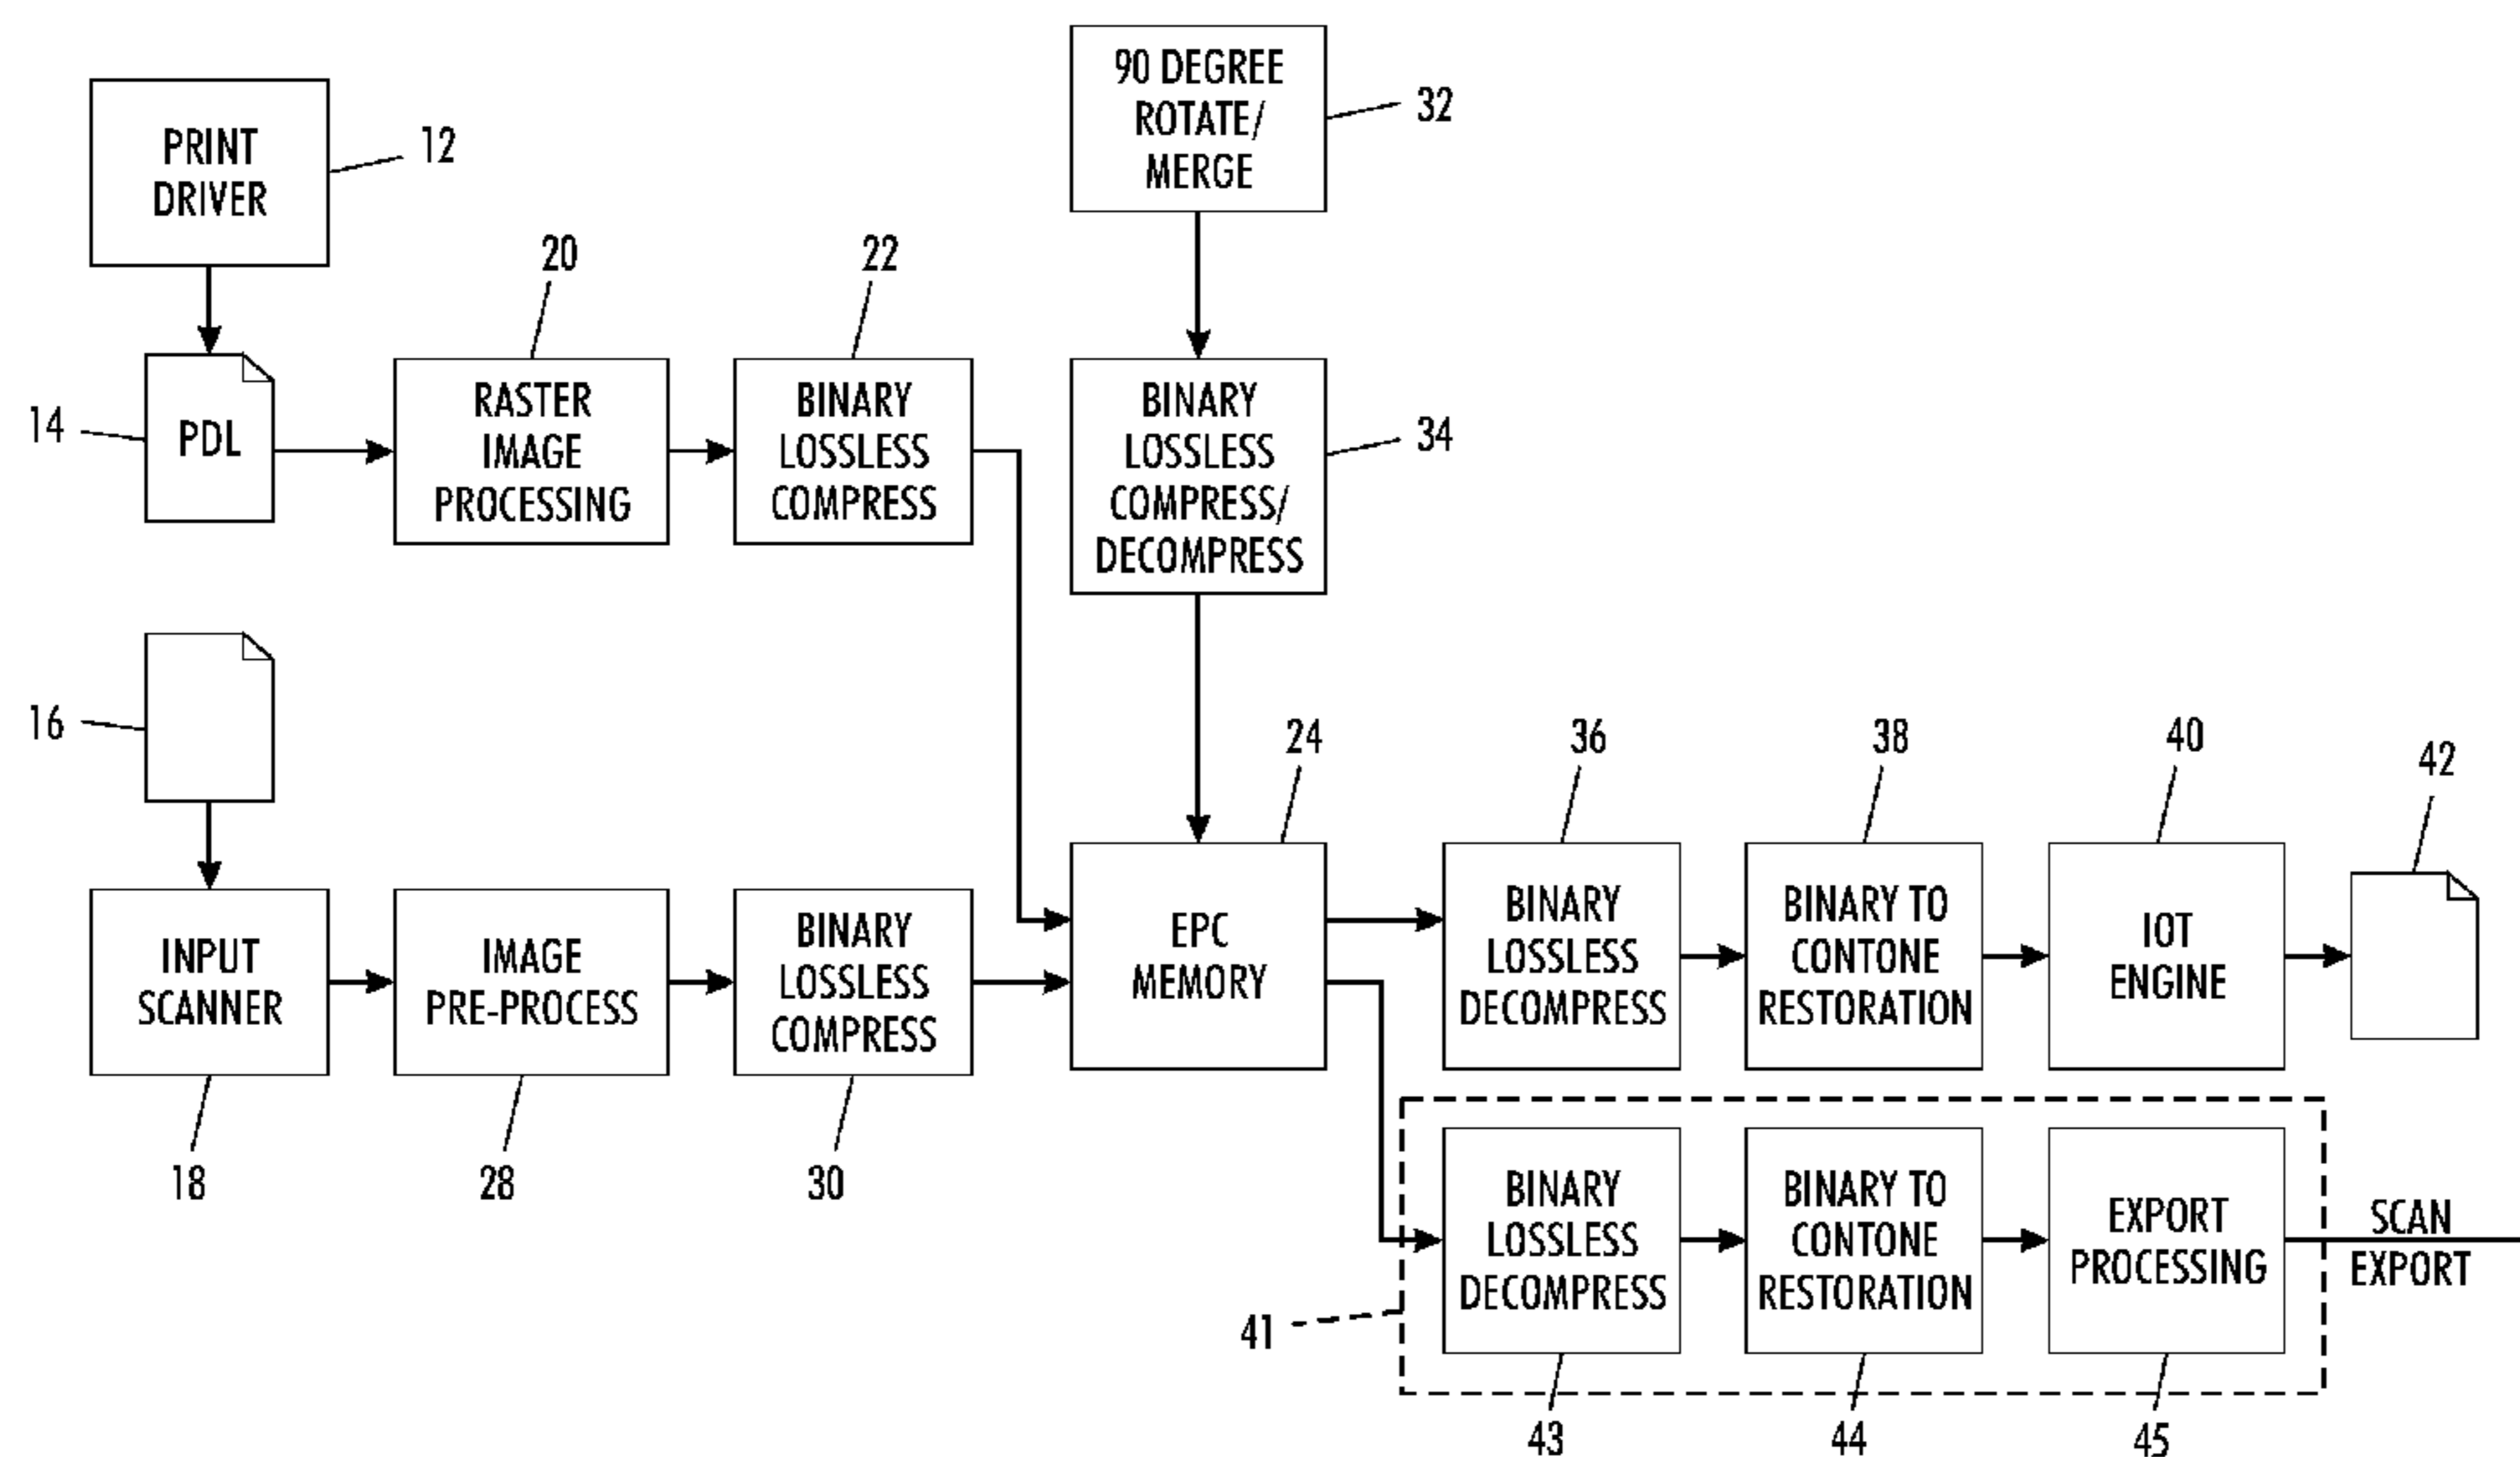 90 DEGREE
ROTATE/
MERGE
32
PRINT
DRIVER
12
20
22
14
PDL
RASTER
IMAGE
PROCESSING
BINARY
LOSSLESS
COMPRESS
BINARY
LOSSLESS
COMPRESS/
DECOMPRESS
34
16
24
36
38
40
42
INPUT
SCANNER
IMAGE
PRE-PROCESS
BINARY
LOSSLESS
COMPRESS
EPC
MEMORY
BINARY
LOSSLESS
DECOMPRESS
BINARY TO
CONTONE
RESTORATION
IOT
ENGINE
18
28
30
41
BINARY
LOSSLESS
DECOMPRESS
BINARY TO
CONTONE
RESTORATION
EXPORT
PROCESSING
SCAN
EXPORT
43
44
45